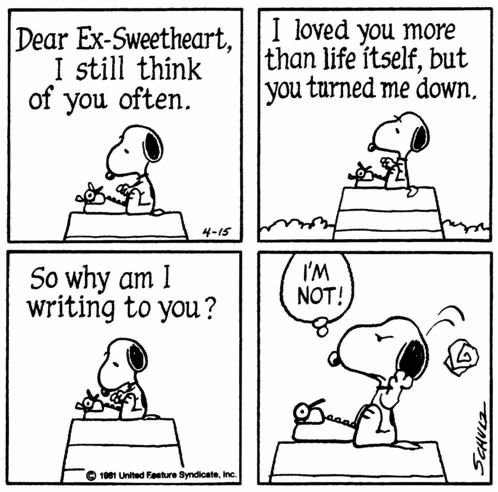 Dear Ex-Sweetheart,
I still think
of you often.
4-15
I loved you more
than life itself, but
you turned me down.
So why am I
writing to you?
© 1981 United Feature Syndicate, Inc.
I'M
NOT!
SCHULZ